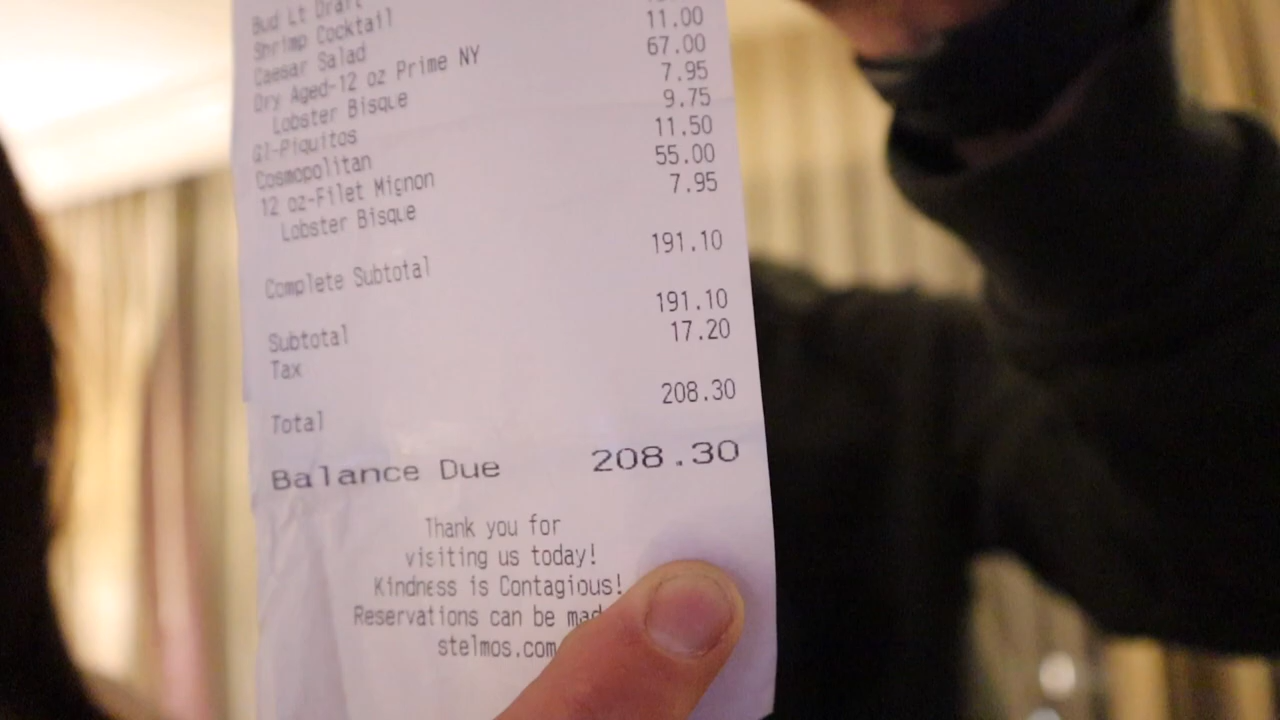 Bud Lt Draft
Shrimp Cocktail
Caesar Salad 11.00
Dry Aged-12 oz Prime NY 67.00
Lobster Bisque 7.95
Gl-Piquitos 9.75
Cosmopolitan 11.50
12 oz-Filet Mignon 55.00
Lobster Bisque 7.95
Complete Subtotal 191.10
Subtotal 191.10
Tax 17.20
Total 208.30
Balance Due 208.30
Thank you for
visiting us today!
Kindness is Contagious!
Reservations can be
stelmos.com